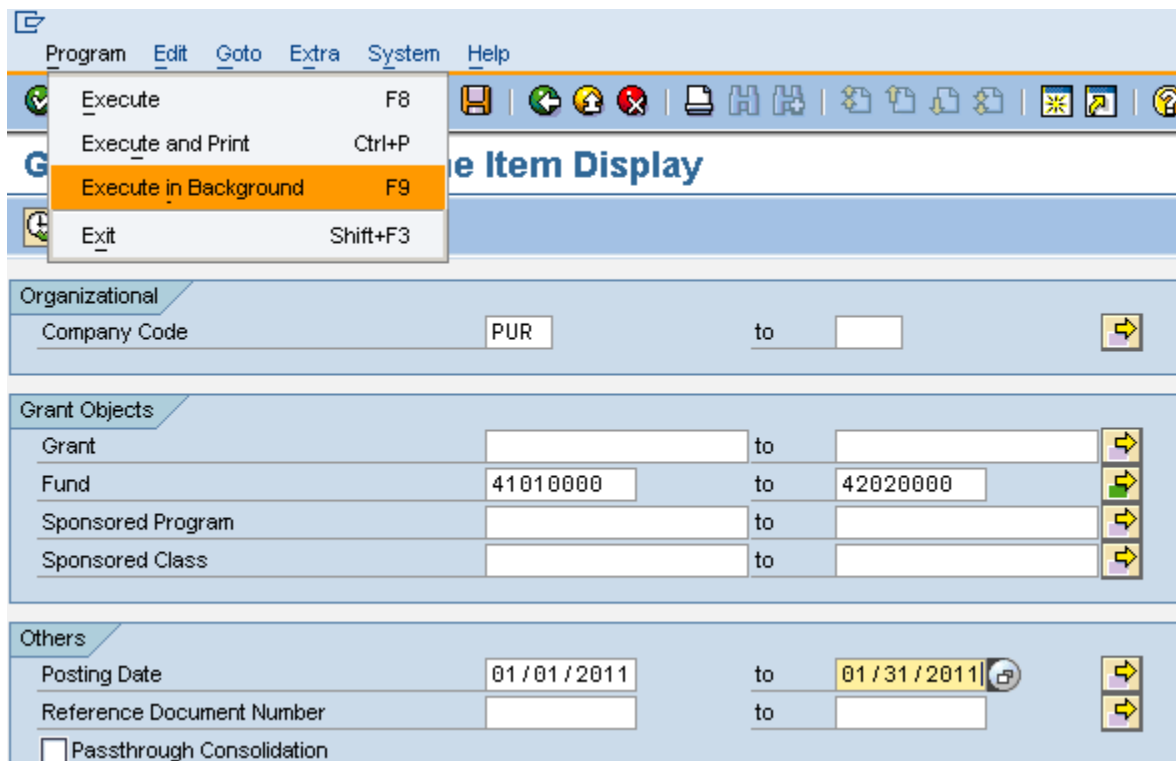 Program Edit Goto Extra System Help
Execute F8
Execute and Print Ctrl+P
Execute in Background F9
Exit Shift+F3
G e Item Display
Organizational
Company Code PUR to
Grant Objects
Grant to
Fund 41010000 to 42020000
Sponsored Program to
Sponsored Class to
Others
Posting Date 01/01/2011 to 01/31/2011
Reference Document Number to
Passthrough Consolidation